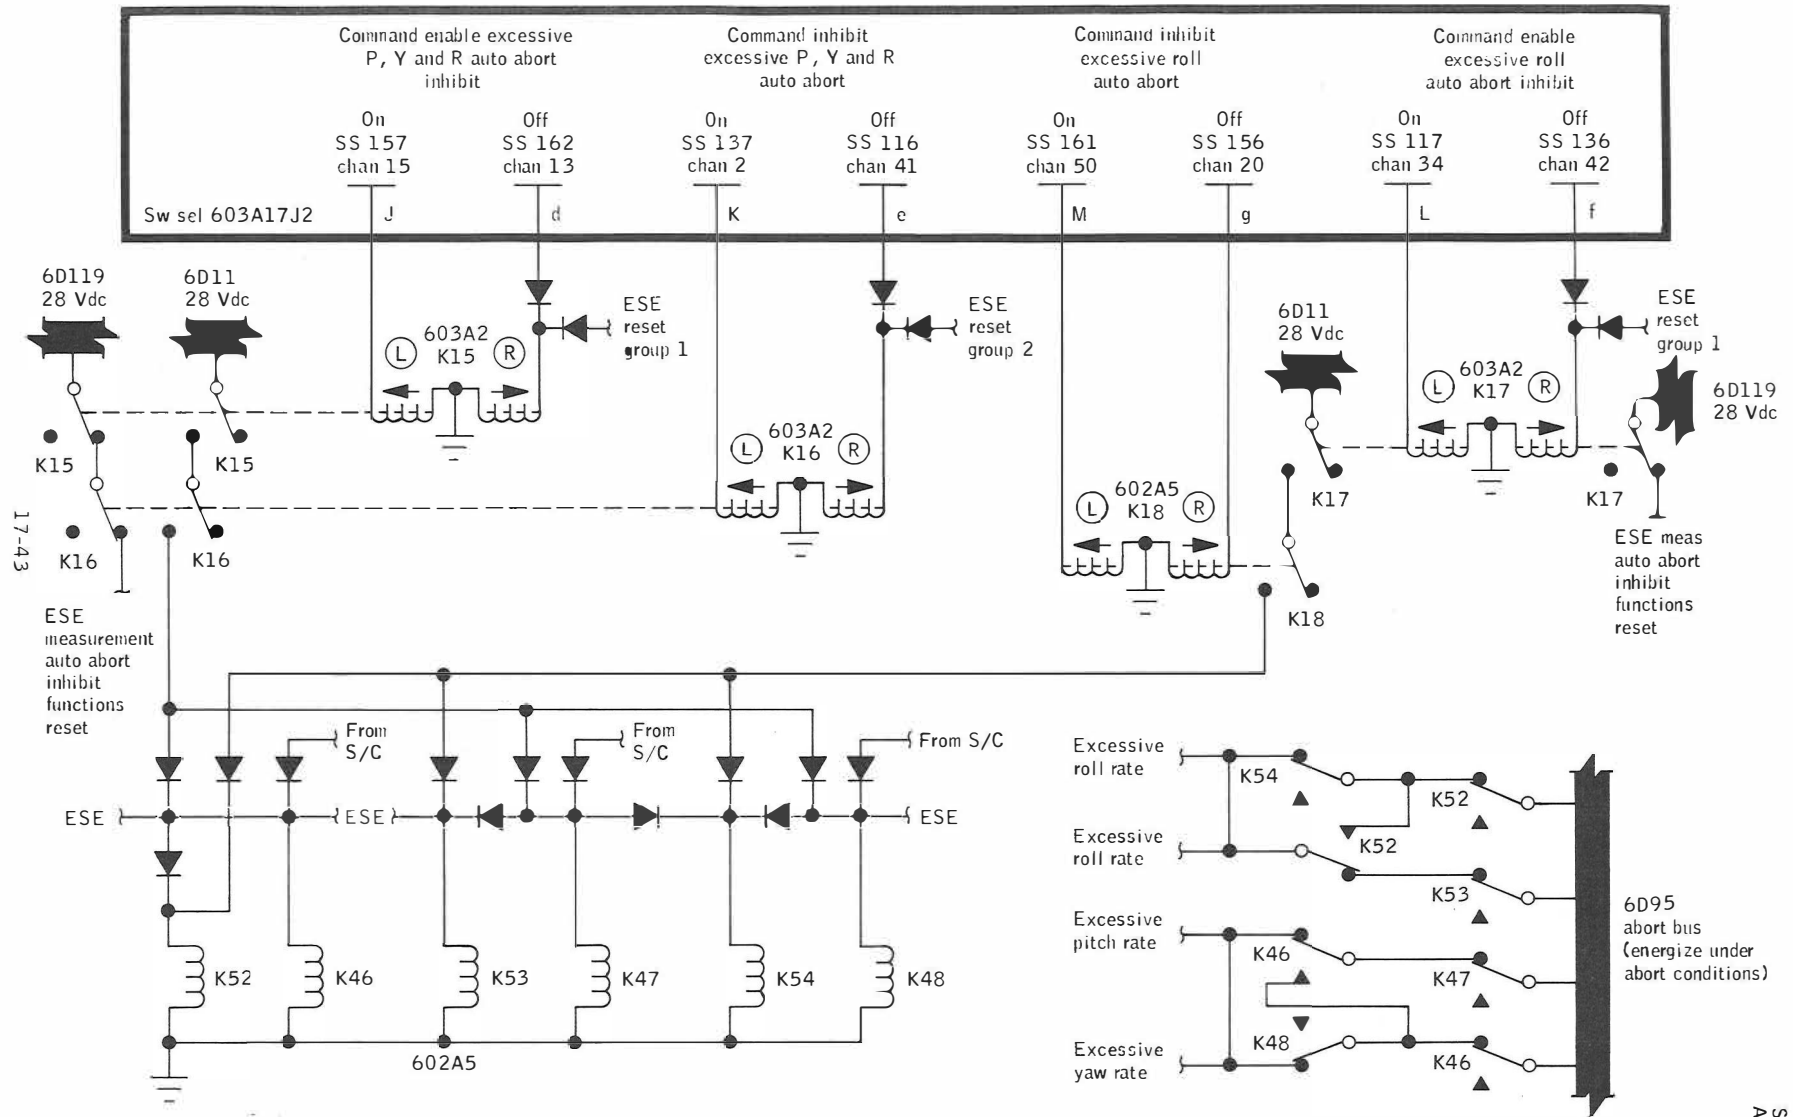 Command enable excessive
P, Y and R auto abort
inhibit
Command inhibit
excessive P, Y and R
auto abort
Command inhibit
excessive roll
auto abort
Command enable
excessive roll
auto abort inhibit
On
SS 157
chan 15
Off
SS 162
chan 13
On
SS 137
chan 2
Off
SS 116
chan 41
On
SS 161
chan 50
Off
SS 156
chan 20
On
SS 117
chan 34
Off
SS 136
chan 42
Sw sel 603A17J2
J
d
K
e
M
g
L
f
6D119
28 Vdc
6D11
28 Vdc
ESE
reset
group 1
ESE
reset
group 2
6D11
28 Vdc
ESE
reset
group 1
6D119
28 Vdc
L
603A2
K15
R
L
603A2
K16
R
L
602A5
K18
R
L
603A2
K17
R
K15
K15
K16
K16
K17
K17
K18
17-43
ESE
measurement
auto abort
inhibit
functions
reset
ESE meas
auto abort
inhibit
functions
reset
From
S/C
From
S/C
From S/C
ESE
ESE
ESE
K52
K46
K53
K47
K54
K48
602A5
Excessive
roll rate
K54
K52
K52
Excessive
roll rate
K53
Excessive
pitch rate
K46
K47
K48
K46
Excessive
yaw rate
6D95
abort bus
(energize under
abort conditions)
S
A